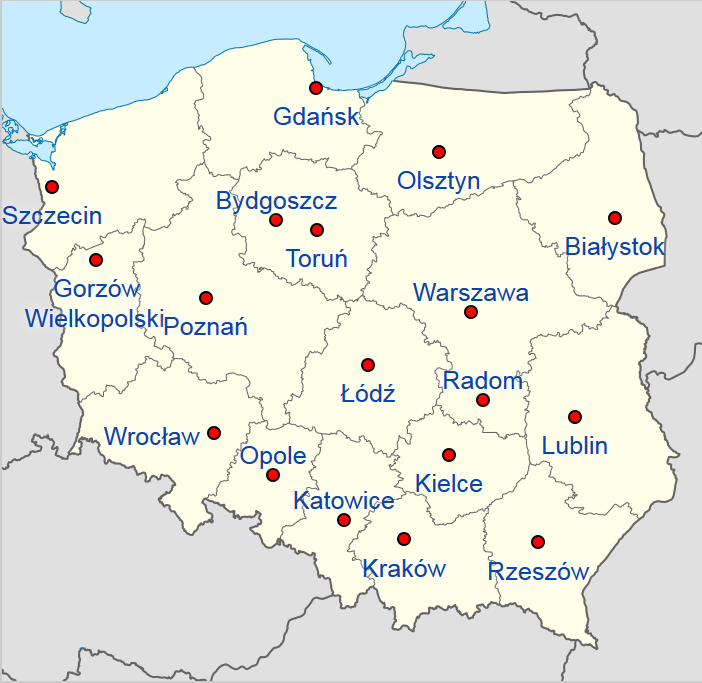 Gdańsk
Olsztyn
Bydgoszcz
Szczecin
Białystok
Toruń
Gorzów
Wielkopolski
Warszawa
Poznań
Radom
Łódź
Wrocław
Lublin
Opole
Kielce
Katowice
Kraków
Rzeszów